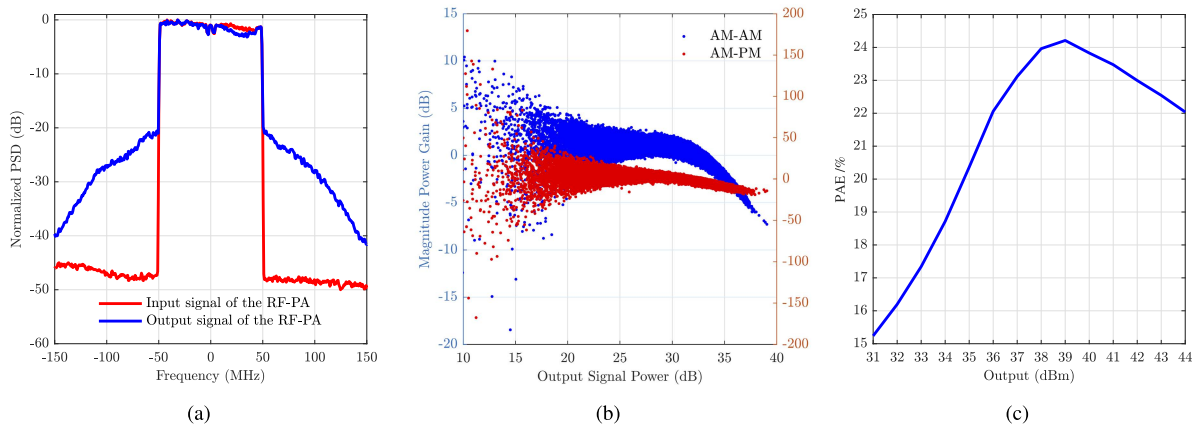 0
-10
-20
-30
-40
-50
-60
Normalized PSD (dB)
Input signal of the RF-PA
Output signal of the RF-PA
-150 -100 -50 0 50 100 150
Frequency (MHz)
(a)
15
10
5
0
-5
-10
-15
-20
Magnitude Power Gain (dB)
AM-AM
AM-PM
200
150
100
50
0
-50
-100
-150
-200
10 15 20 25 30 35 40
Output Signal Power (dB)
(b)
25
24
23
22
21
20
19
18
17
16
15
PAE /%
31 32 33 34 35 36 37 38 39 40 41 42 43 44
Output (dBm)
(c)